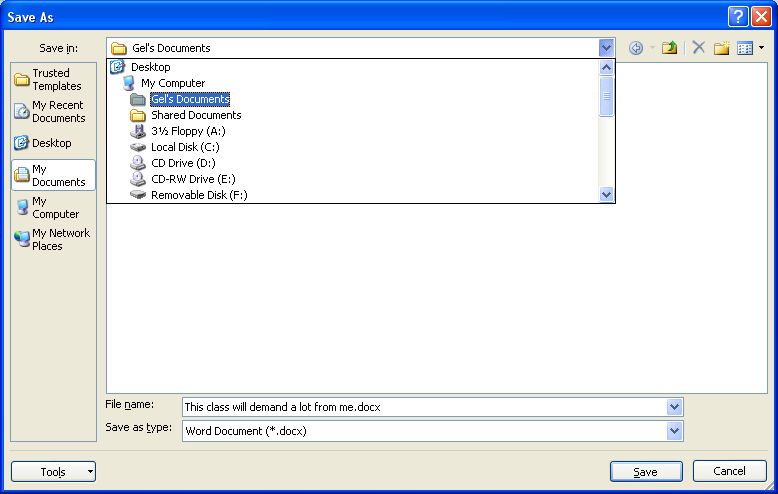 Save As
Save in:
Gel's Documents
Trusted
Templates
My Recent
Documents
Desktop
My
Documents
My
Computer
My Network
Places
Desktop
My Computer
Gel's Documents
Shared Documents
3½ Floppy (A:)
Local Disk (C:)
CD Drive (D:)
CD-RW Drive (E:)
Removable Disk (F:)
File name:
This class will demand a lot from me.docx
Save as type:
Word Document (*.docx)
Tools
Save
Cancel